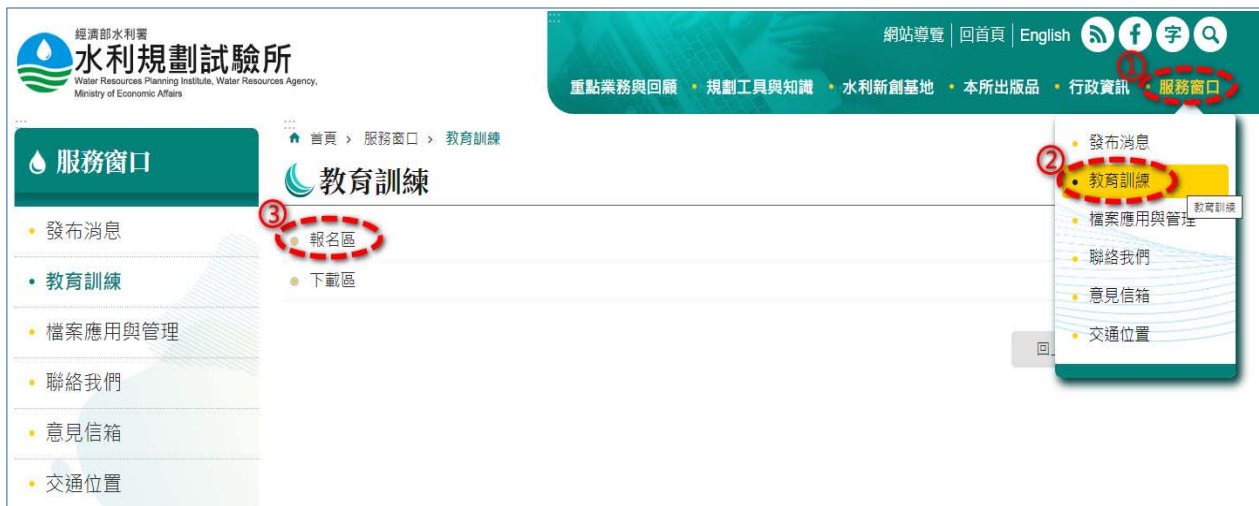 經濟部水利署
水利規劃試驗所
Water Resources Planning Institute, Water Resources Agency,
Ministry of Economic Affairs
網站導覽 | 回首頁 | English
字
①
重點業務與回顧 • 規劃工具與知識 • 水利新創基地 • 本所出版品 • 行政資訊 • 服務窗口
服務窗口
發布消息
教育訓練
檔案應用與管理
聯絡我們
意見信箱
交通位置
首頁 › 服務窗口 › 教育訓練
教育訓練
③
報名區
下載區
回上
發布消息
②
教育訓練
教育訓練
檔案應用與管理
聯絡我們
意見信箱
交通位置